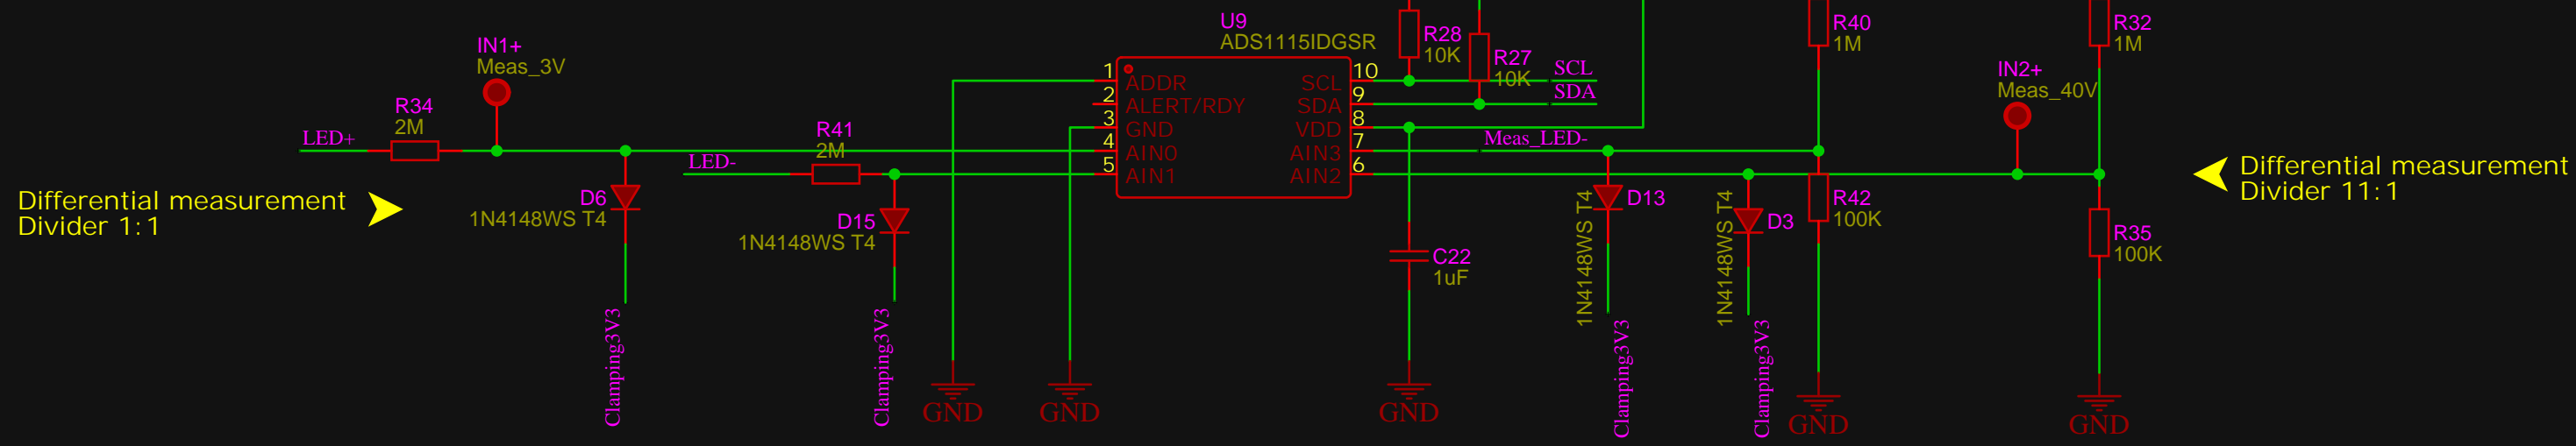 U9
ADS1115IDGSR
R28
10K
R27
10K
R40
1M
R32
1M
IN1+
Meas_3V
IN2+
Meas_40V
R34
2M
LED+
R41
2M
LED-
1
ADDR
2
ALERT/RDY
3
GND
4
AIN0
5
AIN1
SCL
10
SDA
9
VDD
8
AIN3
7
AIN2
6
SCL
SDA
Meas_LED-
Differential measurement
Divider 1:1
Differential measurement
Divider 11:1
D6
1N4148WS T4
D15
1N4148WS T4
D13
1N4148WS T4
D3
1N4148WS T4
R42
100K
R35
100K
C22
1uF
Clamping3V3
Clamping3V3
Clamping3V3
Clamping3V3
GND
GND
GND
GND
GND